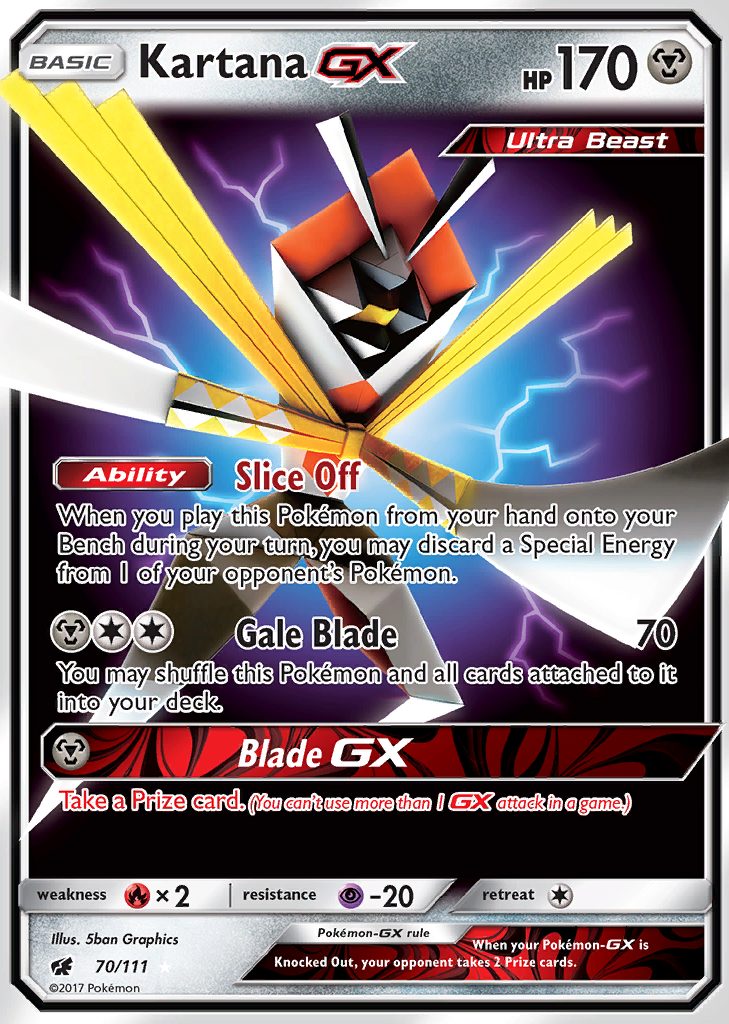 BASIC Kartana GX HP 170
Ultra Beast
Ability Slice Off
When you play this Pokémon from your hand onto your
Bench during your turn, you may discard a Special Energy
from 1 of your opponent's Pokémon.
Gale Blade 70
You may shuffle this Pokémon and all cards attached to it
into your deck.
Blade GX
Take a Prize card. (You can't use more than 1 GX attack in a game.)
weakness ×2 resistance -20 retreat
Illus. 5ban Graphics
Pokémon-GX rule
When your Pokémon-GX is
Knocked Out, your opponent takes 2 Prize cards.
70/111
©2017 Pokémon